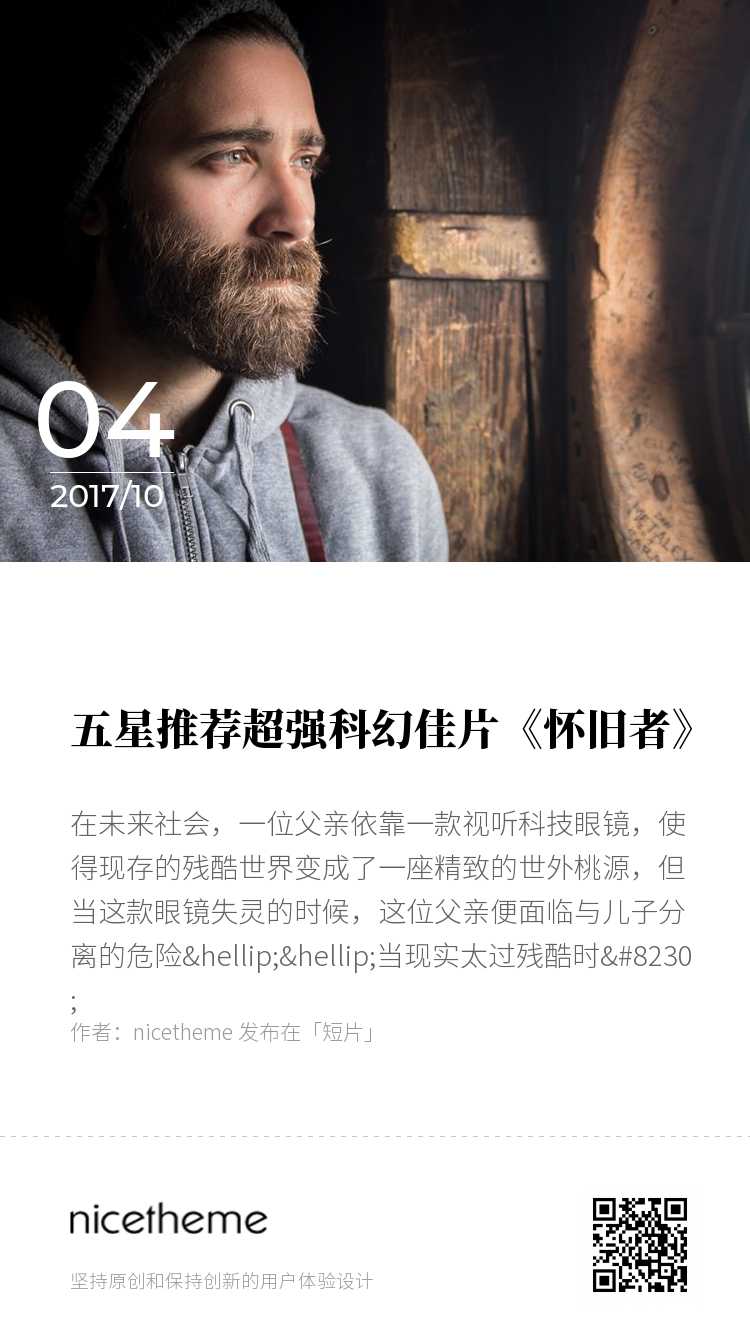 04
2017/10
五星推荐超强科幻佳片《怀旧者》
在未来社会，一位父亲依靠一款视听科技眼镜，使
得现存的残酷世界变成了一座精致的世外桃源，但
当这款眼镜失灵的时候，这位父亲便面临与儿子分
离的危险&hellip;&hellip;当现实太过残酷时&#8230
;
作者：nicetheme 发布在「短片」
nicetheme
坚持原创和保持创新的用户体验设计